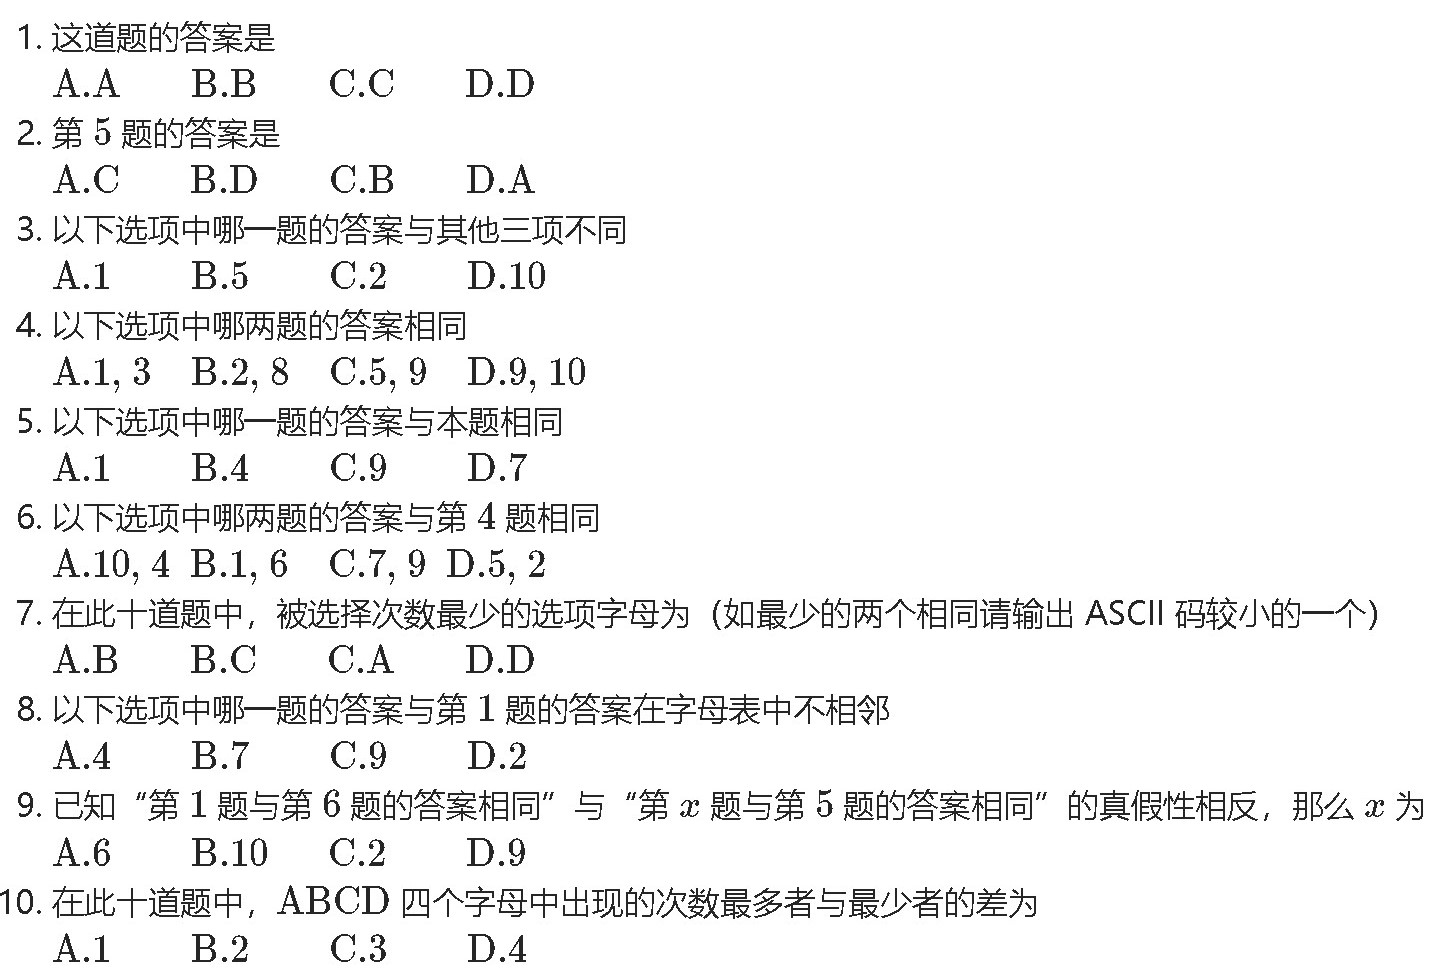 1. 这道题的答案是
A.A B.B C.C D.D
2. 第 5 题的答案是
A.C B.D C.B D.A
3. 以下选项中哪一题的答案与其他三项不同
A.1 B.5 C.2 D.10
4. 以下选项中哪两题的答案相同
A.1, 3 B.2, 8 C.5, 9 D.9, 10
5. 以下选项中哪一题的答案与本题相同
A.1 B.4 C.9 D.7
6. 以下选项中哪两题的答案与第 4 题相同
A.10, 4 B.1, 6 C.7, 9 D.5, 2
7. 在此十道题中，被选择次数最少的选项字母为（如最少的两个相同请输出 ASCII 码较小的一个）
A.B B.C C.A D.D
8. 以下选项中哪一题的答案与第 1 题的答案在字母表中不相邻
A.4 B.7 C.9 D.2
9. 已知“第 1 题与第 6 题的答案相同”与“第 x 题与第 5 题的答案相同”的真假性相反，那么 x 为
A.6 B.10 C.2 D.9
10. 在此十道题中，ABCD 四个字母中出现的次数最多者与最少者的差为
A.1 B.2 C.3 D.4